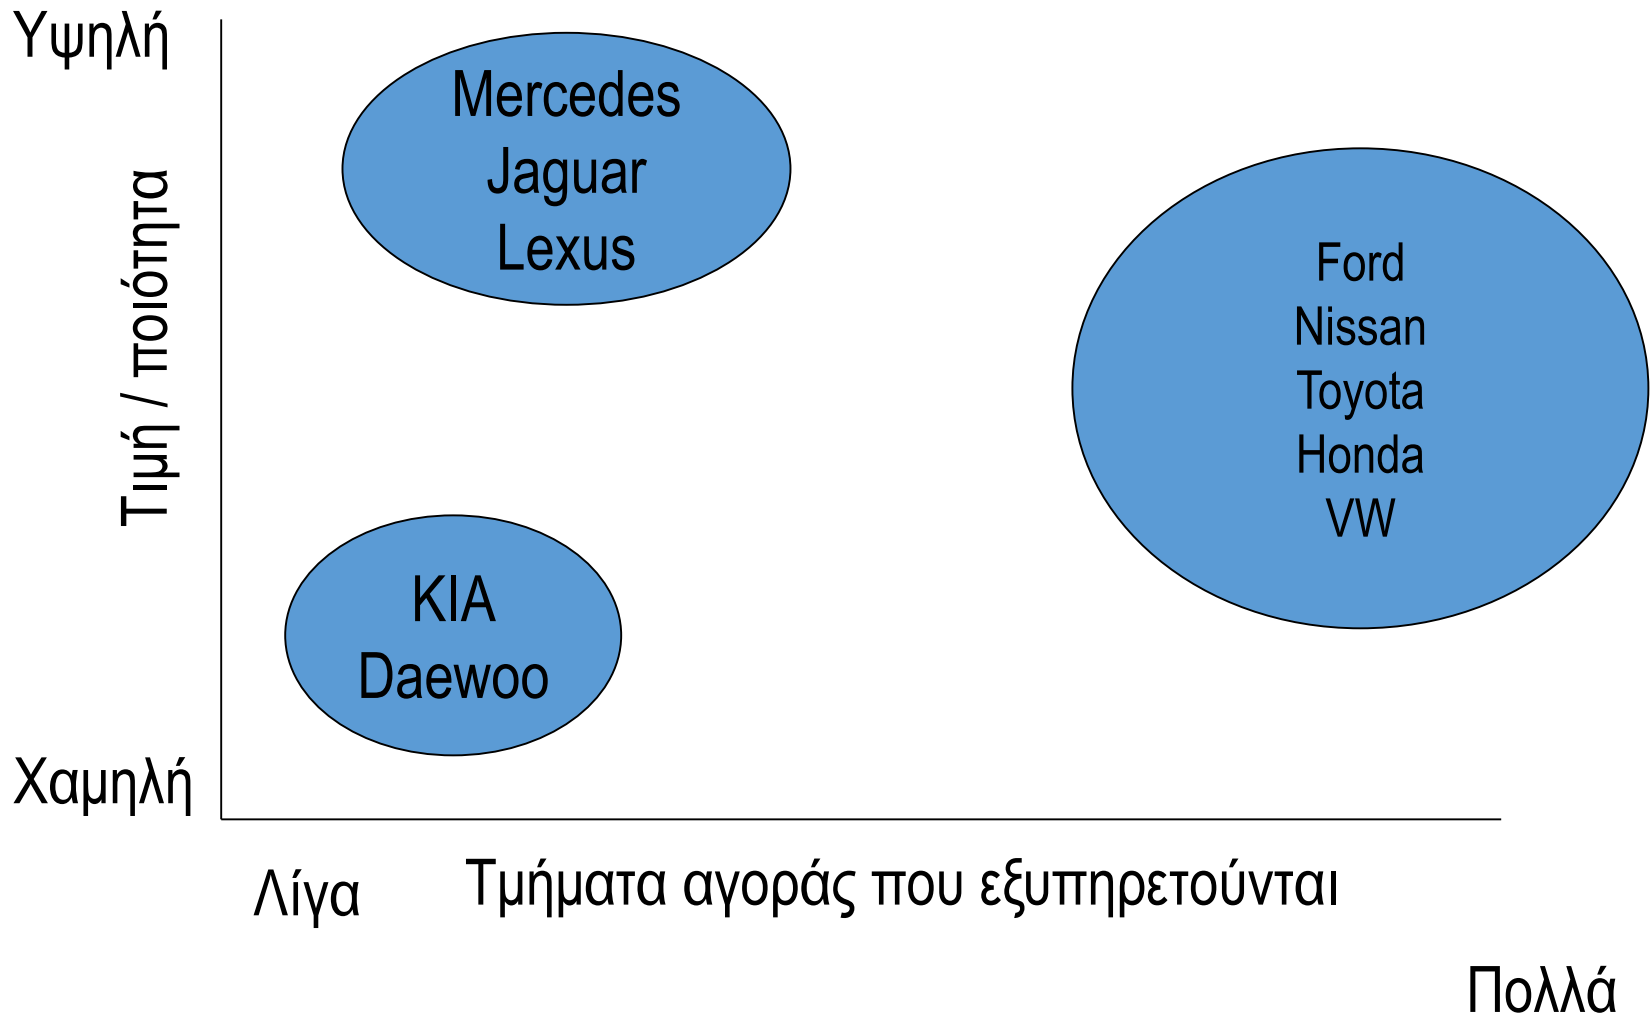 Υψηλή
Mercedes
Jaguar
Lexus
Τιμή / ποιότητα
Ford
Nissan
Toyota
Honda
VW
KIA
Daewoo
Χαμηλή
Λίγα
Τμήματα αγοράς που εξυπηρετούνται
Πολλά